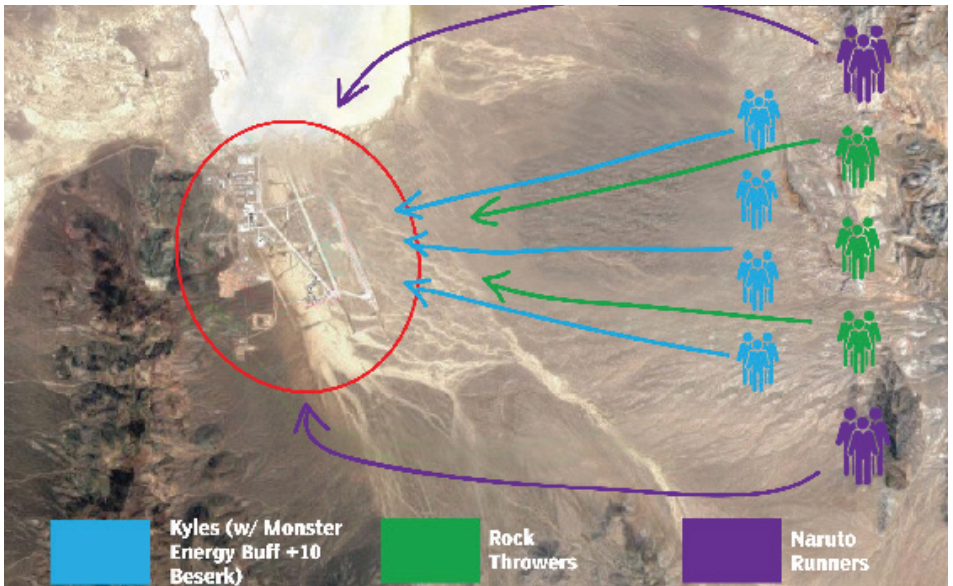 Kyles (w/ Monster
Energy Buff +10
Beserk)
Rock
Throwers
Naruto
Runners